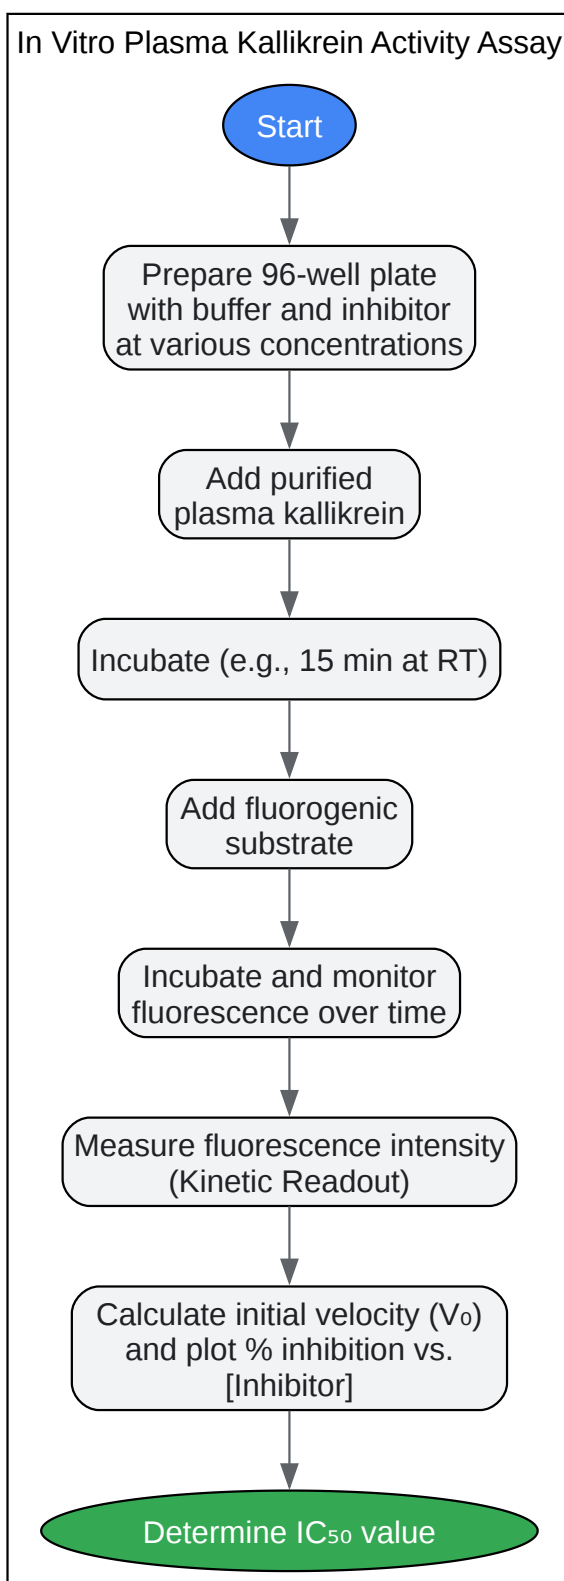 In Vitro Plasma Kallikrein Activity Assay
Start
Prepare 96-well plate
with buffer and inhibitor
at various concentrations
Add purified
plasma kallikrein
Incubate (e.g., 15 min at RT)
Add fluorogenic
substrate
Incubate and monitor
fluorescence over time
Measure fluorescence intensity
(Kinetic Readout)
Calculate initial velocity (V₀)
and plot % inhibition vs.
[Inhibitor]
Determine IC₅₀ value